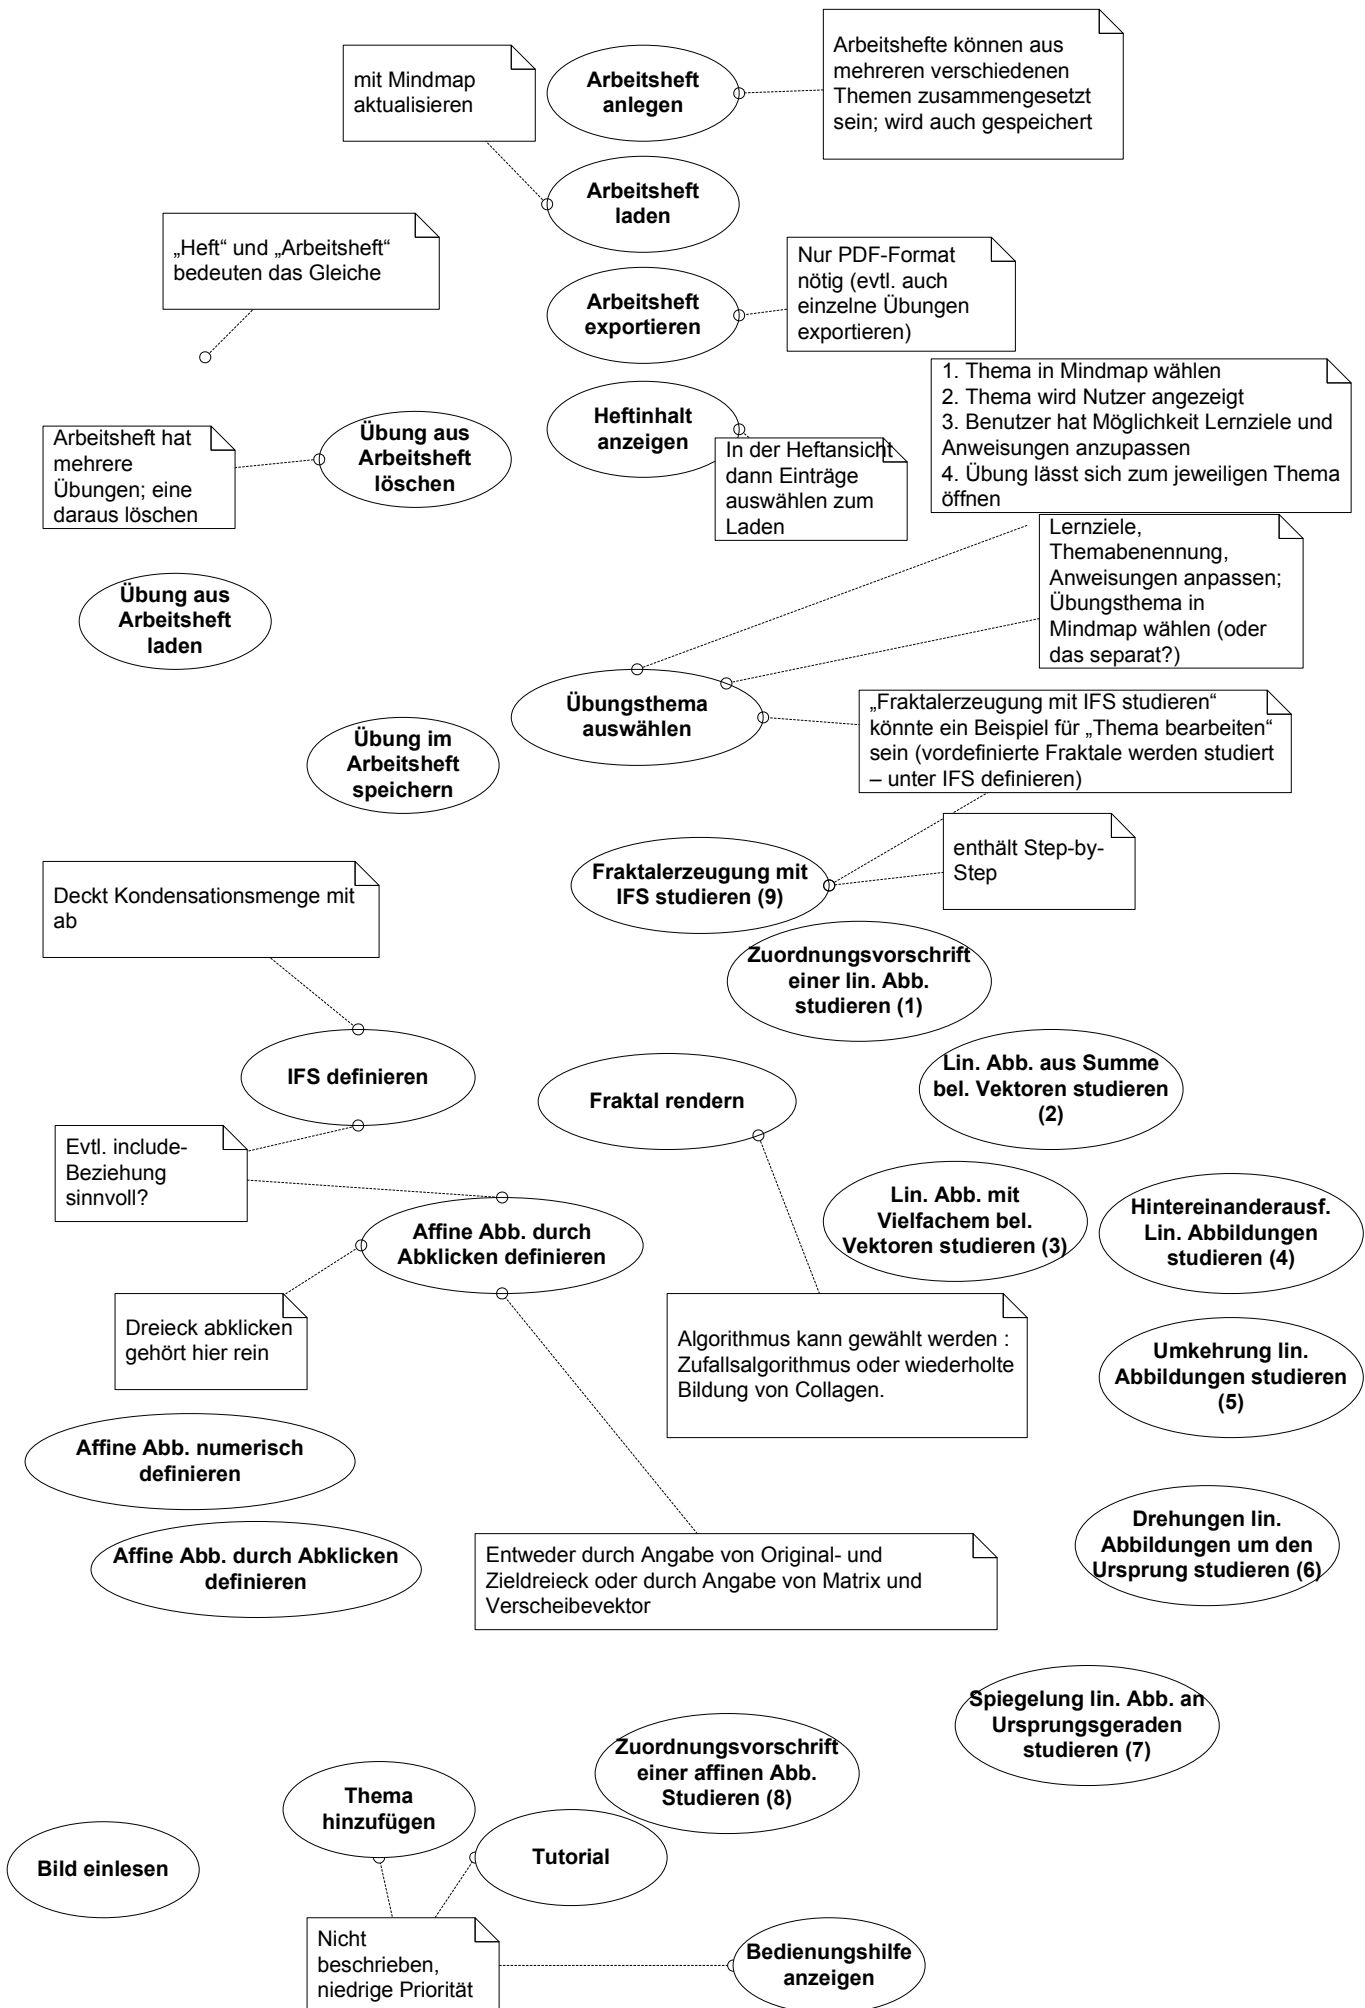 Arbeitshefte können aus
mehreren verschiedenen
Themen zusammengesetzt
sein; wird auch gespeichert
mit Mindmap
aktualisieren
Arbeitsheft
anlegen
Arbeitsheft
laden
„Heft“ und „Arbeitsheft“
bedeuten das Gleiche
Nur PDF-Format
nötig (evtl. auch
einzelne Übungen
exportieren)
Arbeitsheft
exportieren
1. Thema in Mindmap wählen
2. Thema wird Nutzer angezeigt
3. Benutzer hat Möglichkeit Lernziele und
Anweisungen anzupassen
4. Übung lässt sich zum jeweiligen Thema
öffnen
Heftinhalt
anzeigen
Arbeitsheft hat
mehrere
Übungen; eine
daraus löschen
Übung aus
Arbeitsheft
löschen
In der Heftansicht
dann Einträge
auswählen zum
Laden
Lernziele,
Themabenennung,
Anweisungen anpassen;
Übungsthema in
Mindmap wählen (oder
das separat?)
Übung aus
Arbeitsheft
laden
Übungsthema
auswählen
„Fraktalerzeugung mit IFS studieren“
könnte ein Beispiel für „Thema bearbeiten“
sein (vordefinierte Fraktale werden studiert
– unter IFS definieren)
Übung im
Arbeitsheft
speichern
enthält Step-by-
Step
Fraktalerzeugung mit
IFS studieren (9)
Deckt Kondensationsmenge mit
ab
Zuordnungsvorschrift
einer lin. Abb.
studieren (1)
IFS definieren
Lin. Abb. aus Summe
bel. Vektoren studieren
(2)
Fraktal rendern
Evtl. include-
Beziehung
sinnvoll?
Lin. Abb. mit
Vielfachem bel.
Vektoren studieren (3)
Hintereinanderausf.
Lin. Abbildungen
studieren (4)
Affine Abb. durch
Abklicken definieren
Dreieck abklicken
gehört hier rein
Algorithmus kann gewählt werden :
Zufallsalgorithmus oder wiederholte
Bildung von Collagen.
Umkehrung lin.
Abbildungen studieren
(5)
Affine Abb. numerisch
definieren
Drehungen lin.
Abbildungen um den
Ursprung studieren (6)
Affine Abb. durch Abklicken
definieren
Entweder durch Angabe von Original- und
Zieldreieck oder durch Angabe von Matrix und
Verscheibevektor
Spiegelung lin. Abb. an
Ursprungsgeraden
studieren (7)
Zuordnungsvorschrift
einer affinen Abb.
Studieren (8)
Thema
hinzufügen
Tutorial
Bild einlesen
Nicht
beschrieben,
niedrige Priorität
Bedienungshilfe
anzeigen